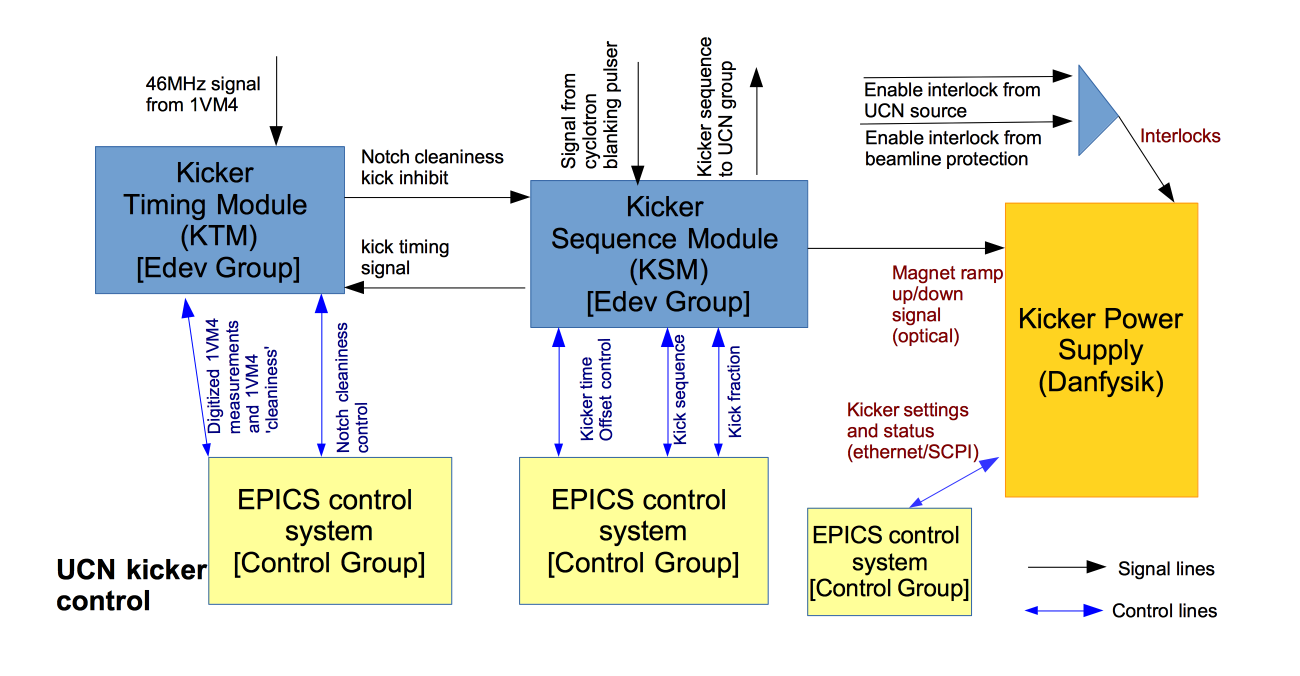 46MHz signal
from 1VM4
Kicker
Timing Module
(KTM)
[Edev Group]
Notch cleaniness
kick inhibit
kick timing
signal
Signal from
cyclotron
blanking pulser
Kicker sequence
to UCN group
Kicker
Sequence Module
(KSM)
[Edev Group]
Enable interlock from
UCN source
Enable interlock from
beamline protection
Interlocks
Magnet ramp
up/down
signal
(optical)
Kicker Power
Supply
(Danfysik)
Digitized 1VM4
measurements
and 1VM4
'cleaniness'
Notch cleaniness
control
Kicker time
Offset control
Kick sequence
Kick fraction
Kicker settings
and status
(ethernet/SCPI)
EPICS control
system
[Control Group]
EPICS control
system
[Control Group]
EPICS control
system
[Control Group]
UCN kicker
control
Signal lines
Control lines